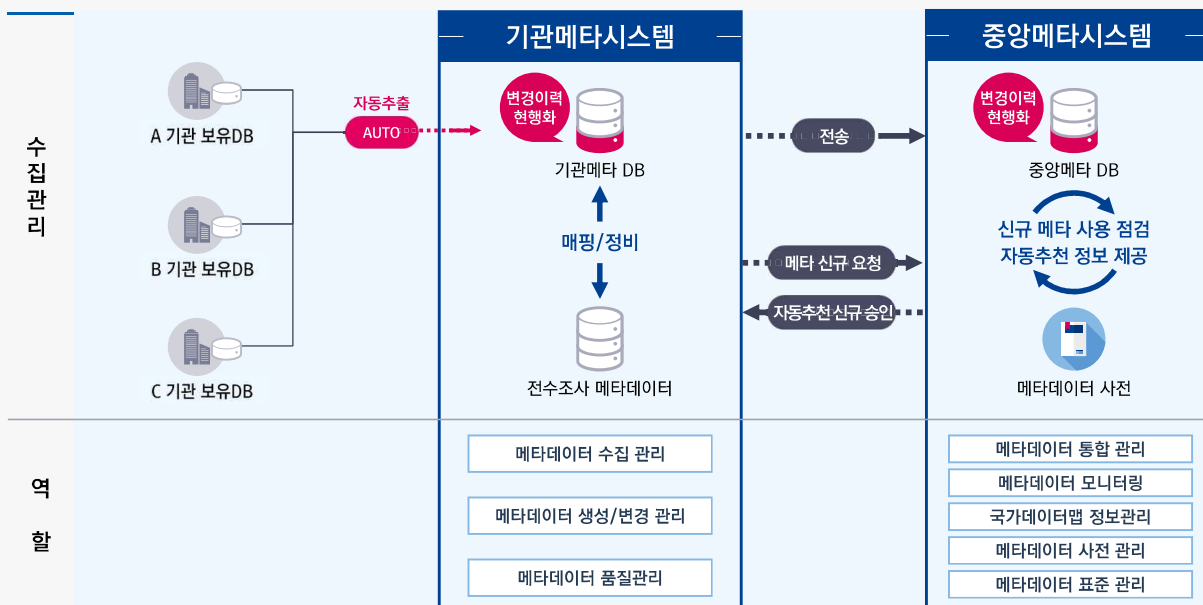 기관메타시스템
중앙메타시스템
수집관리
A 기관 보유DB
B 기관 보유DB
C 기관 보유DB
자동추출
AUTO
변경이력
현행화
기관메타 DB
매핑/정비
전수조사 메타데이터
전송
메타 신규 요청
자동추천 신규 승인
변경이력
현행화
중앙메타 DB
신규 메타 사용 점검
자동추천 정보 제공
메타데이터 사전
역할
메타데이터 수집 관리
메타데이터 생성/변경 관리
메타데이터 품질관리
메타데이터 통합 관리
메타데이터 모니터링
국가데이터맵 정보관리
메타데이터 사전 관리
메타데이터 표준 관리